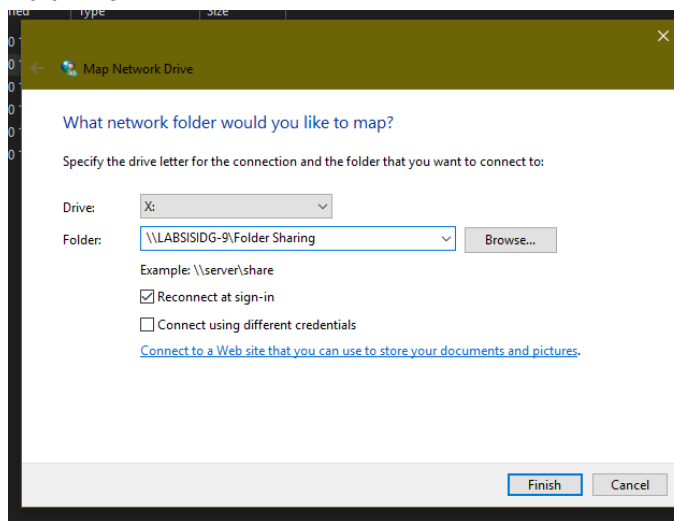 Type Size
Map Network Drive
What network folder would you like to map?
Specify the drive letter for the connection and the folder that you want to connect to:
Drive: X:
Folder: \\LABSISIDG-9\Folder Sharing Browse...
Example: \\server\share
Reconnect at sign-in
Connect using different credentials
Connect to a Web site that you can use to store your documents and pictures.
Finish Cancel